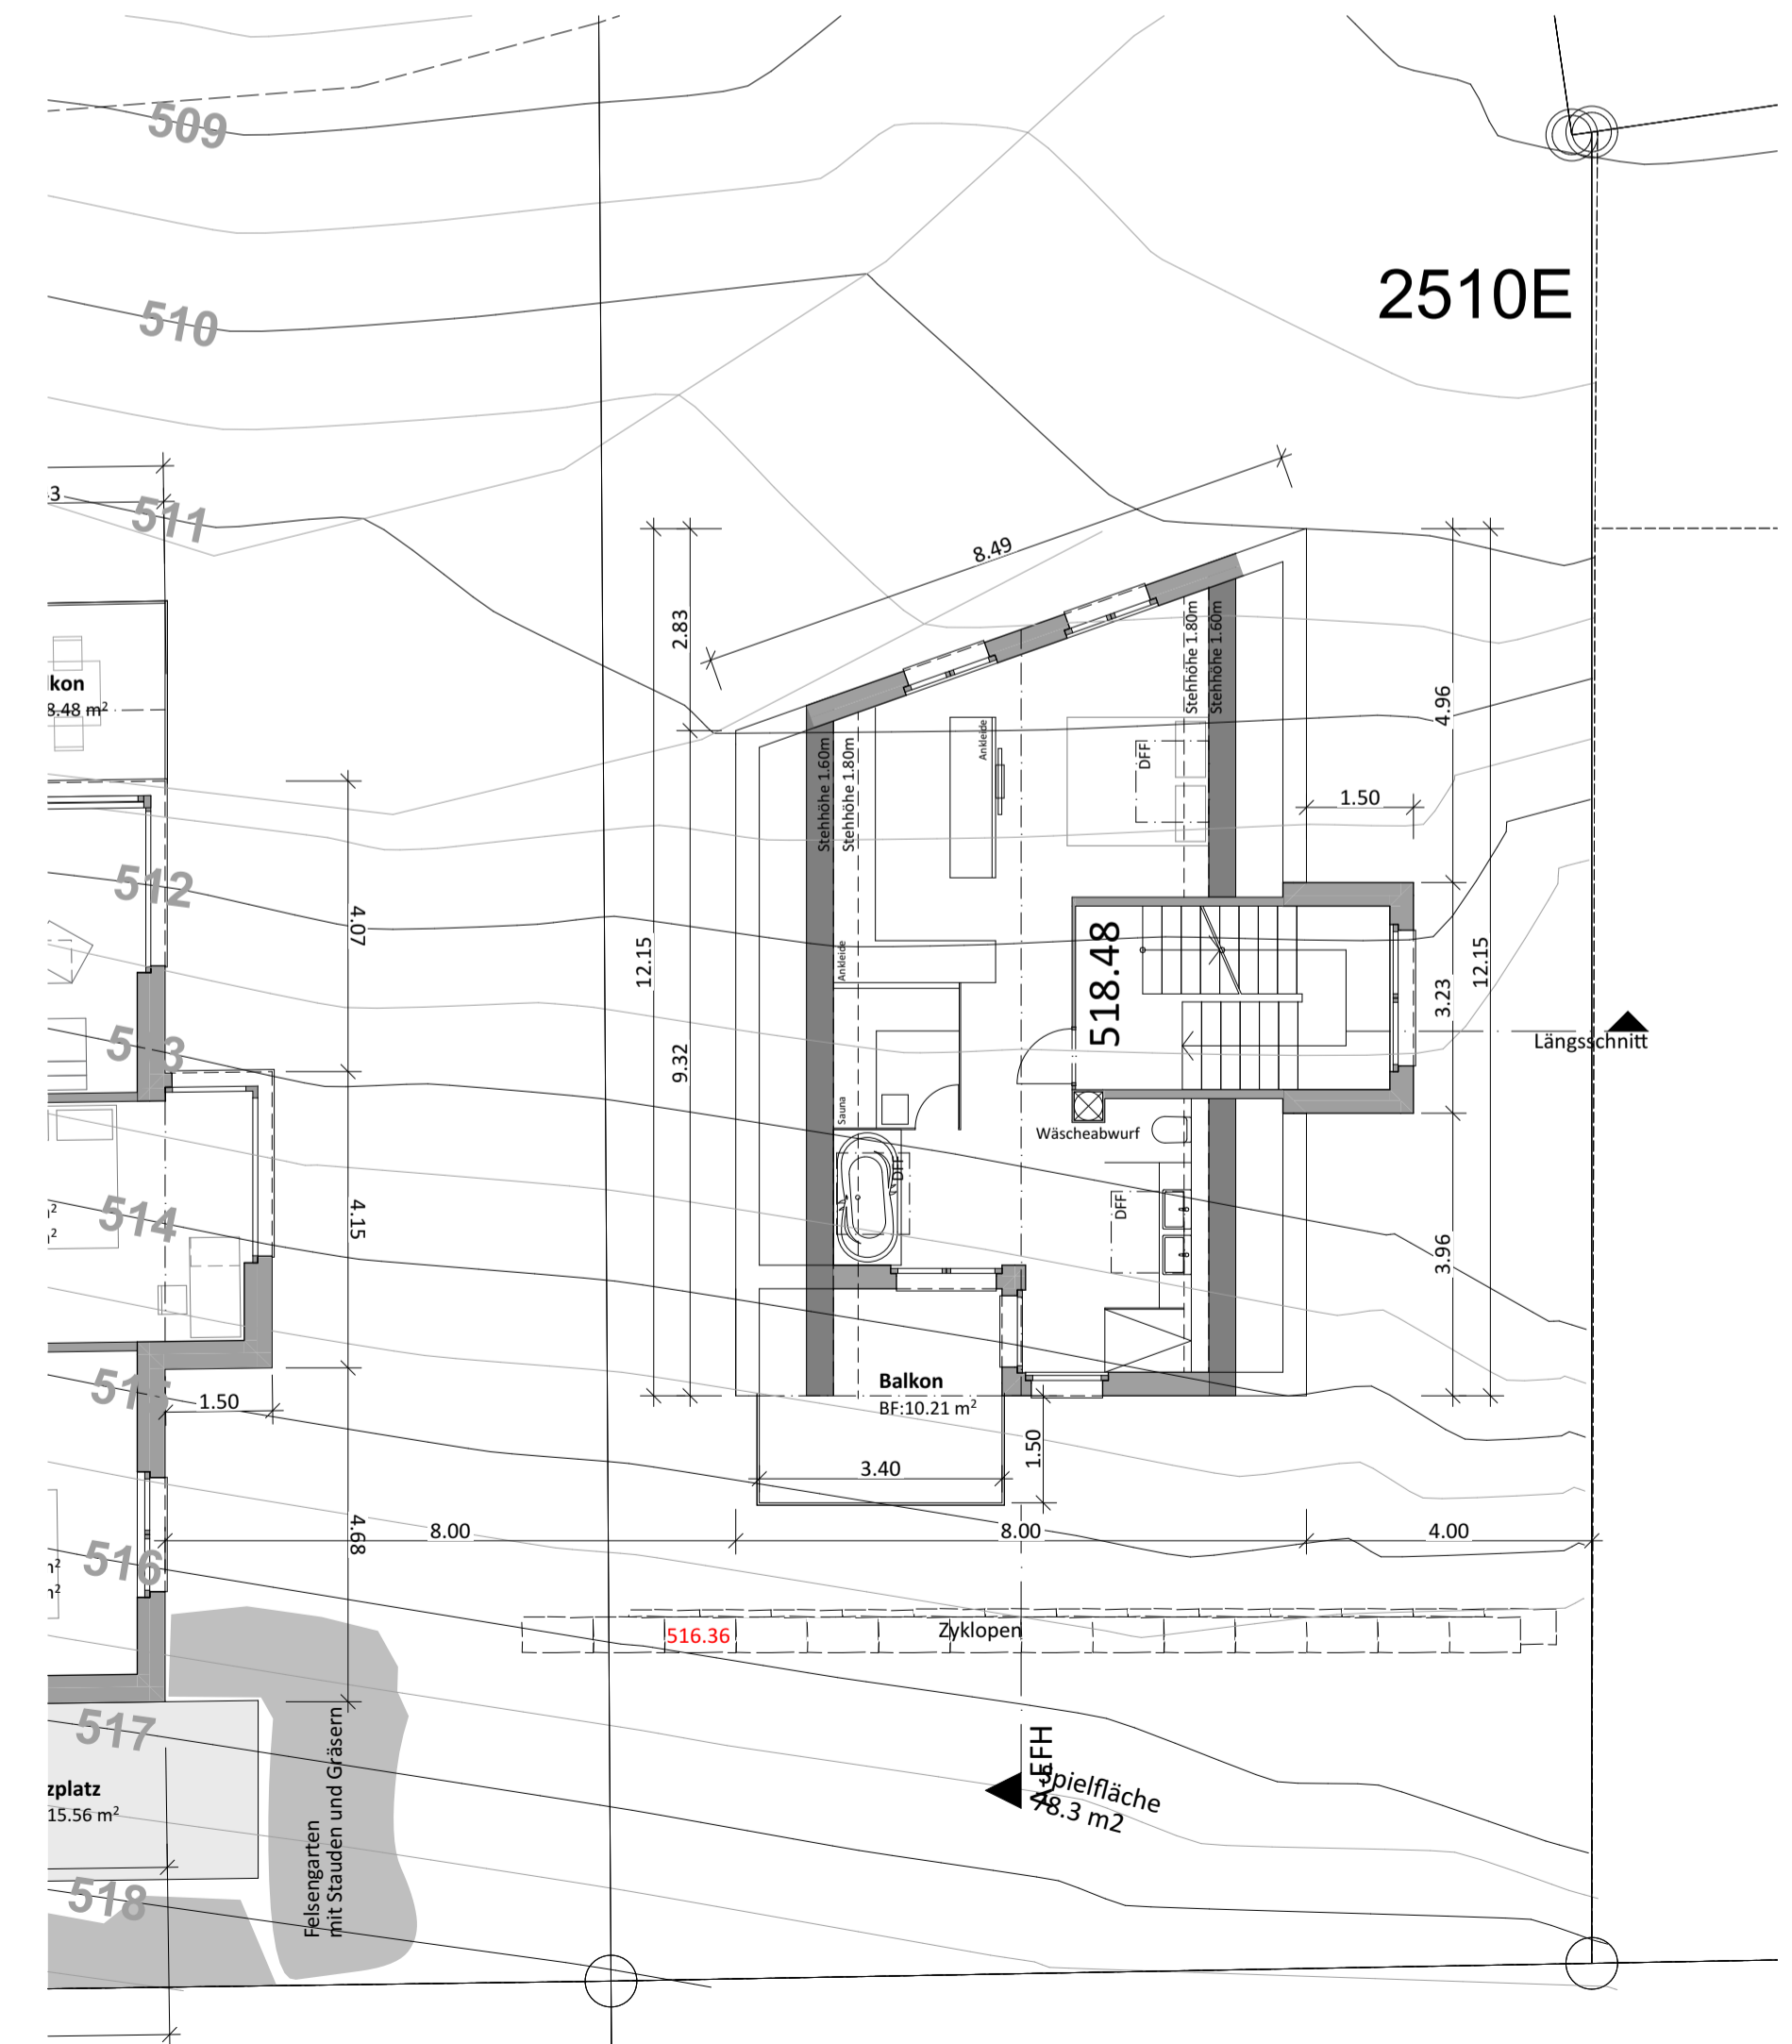 509
2510E
510
511
8.49
2.83
Stehhöhe 1.80m
Stehhöhe 1.60m
kon
8.48 m²
4.96
Ankleide
DFF
Stehhöhe 1.60m
Stehhöhe 1.80m
1.50
512
4.07
12.15
Ankleide
518.48
3.23
12.15
513
9.32
Längsschnitt
Sauna
Wäscheabwurf
514
4.15
DFF
DFF
3.96
515
1.50
Balkon
BF:10.21 m²
1.50
3.40
4.68
8.00
8.00
4.00
516
516.36
Zyklopen
517
Felsengarten
mit Stauden und Gräsern
zplatz
15.56 m²
Spielfläche
78.3 m2
518